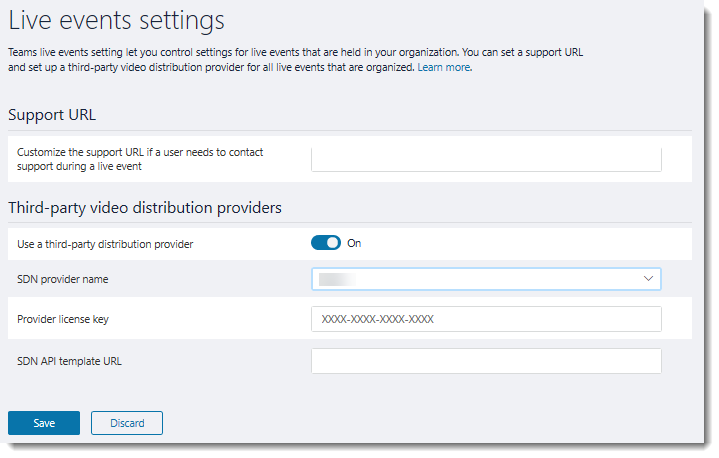 Live events settings
Teams live events setting let you control settings for live events that are held in your organization. You can set a support URL
and set up a third-party video distribution provider for all live events that are organized. Learn more.
Support URL
Customize the support URL if a user needs to contact
support during a live event
Third-party video distribution providers
Use a third-party distribution provider On
SDN provider name
Provider license key XXXX-XXXX-XXXX-XXXX
SDN API template URL
Save Discard